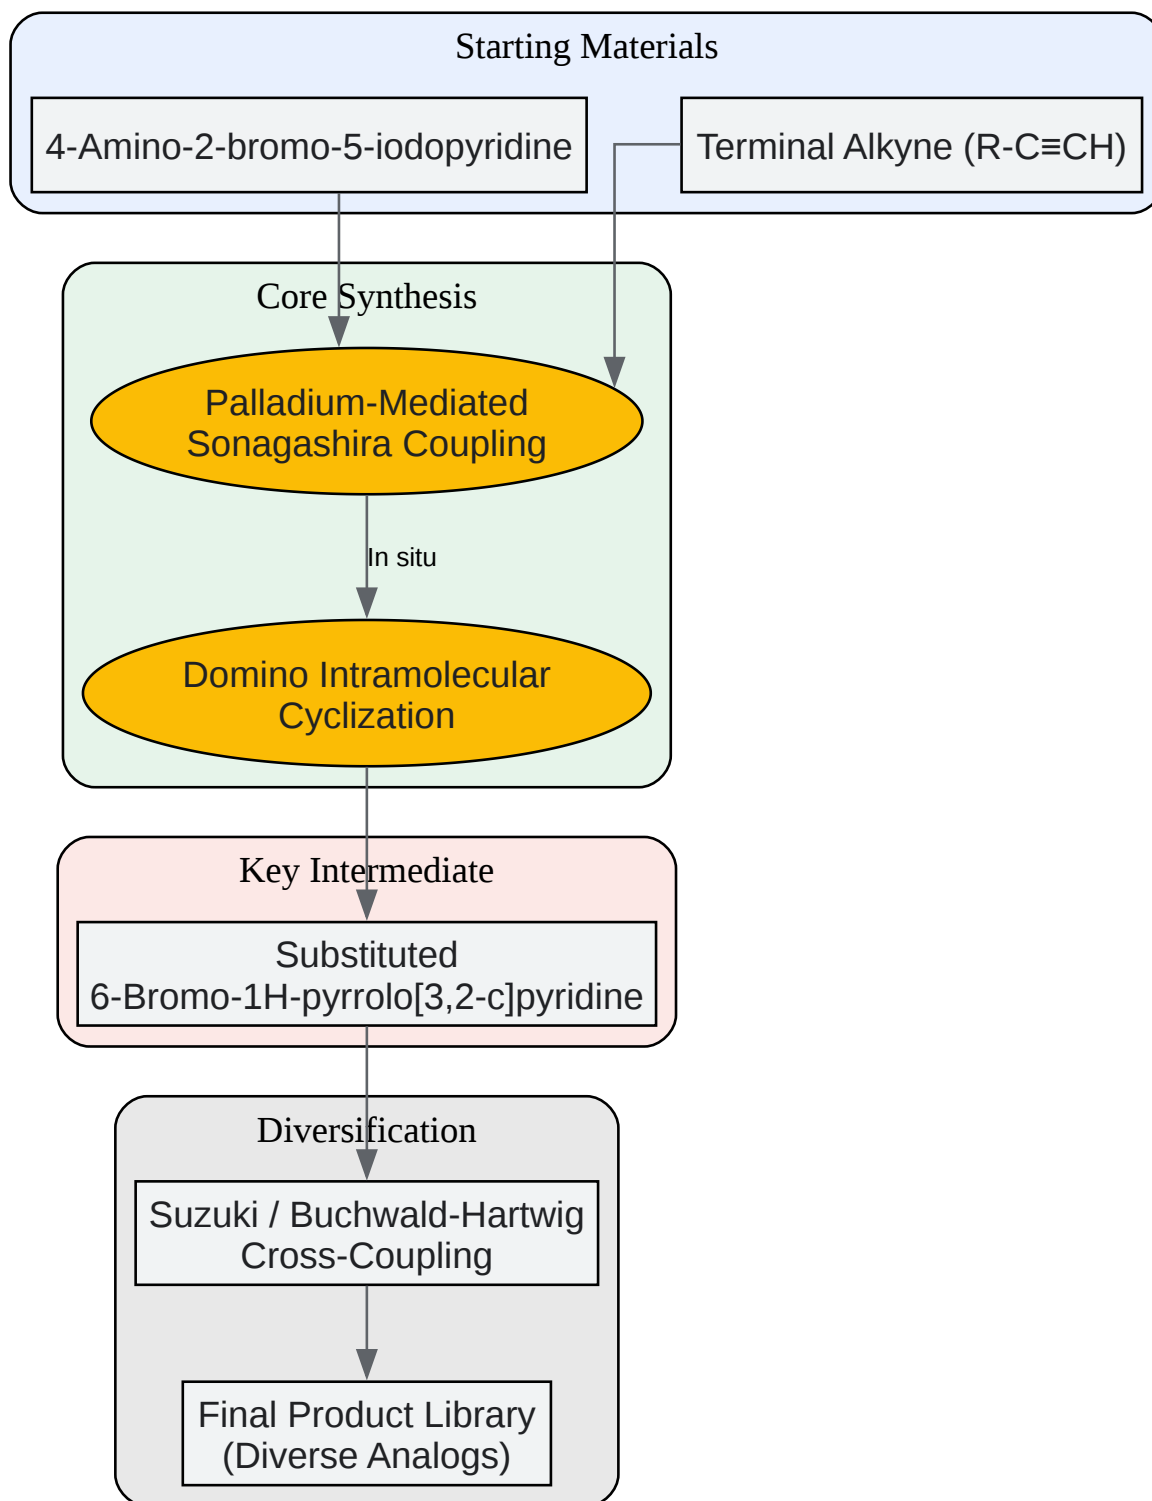 Starting Materials
4-Amino-2-bromo-5-iodopyridine
Terminal Alkyne (R-C≡CH)
Core Synthesis
Palladium-Mediated
Sonagashira Coupling
In situ
Domino Intramolecular
Cyclization
Key Intermediate
Substituted
6-Bromo-1H-pyrrolo[3,2-c]pyridine
Diversification
Suzuki / Buchwald-Hartwig
Cross-Coupling
Final Product Library
(Diverse Analogs)